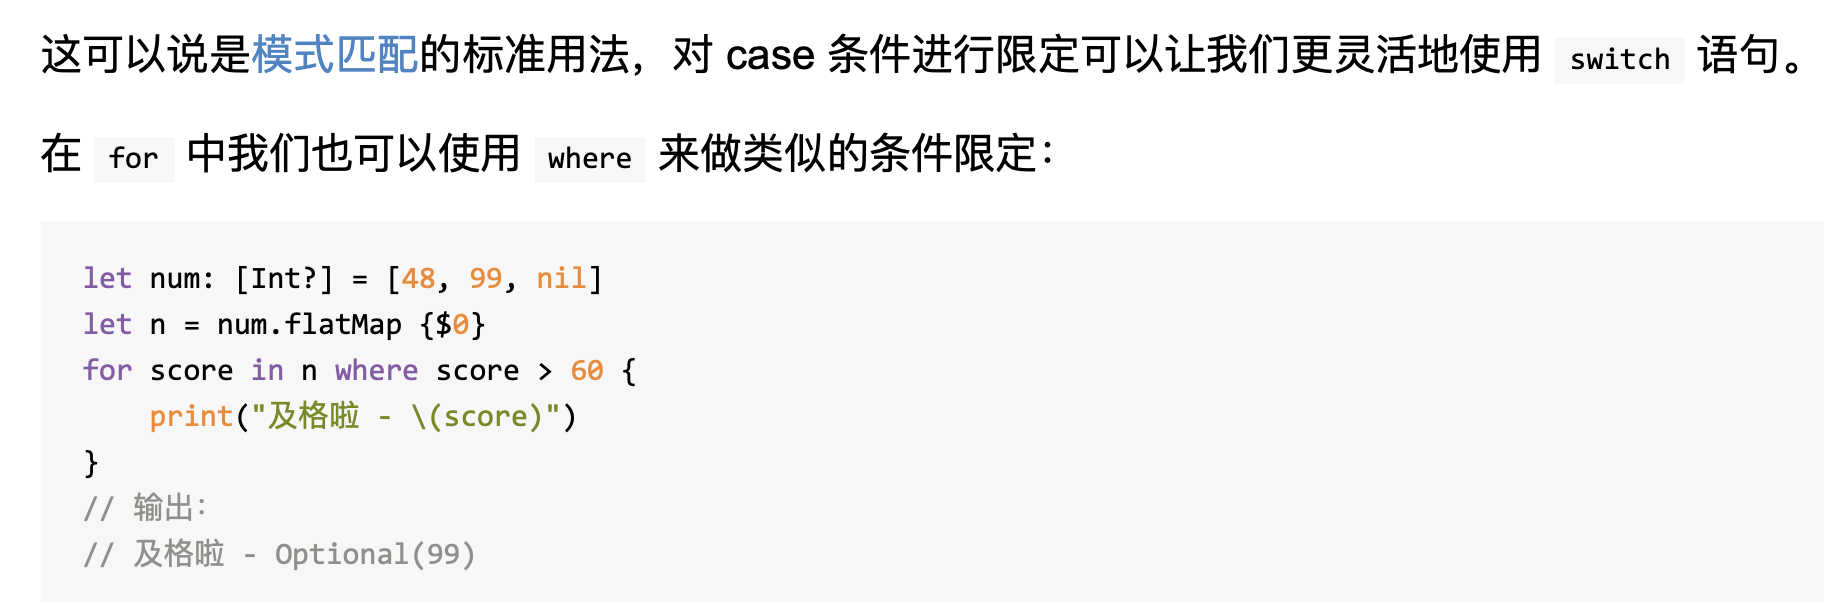 这可以说是模式匹配的标准用法，对 case 条件进行限定可以让我们更灵活地使用 switch 语句。
在 for 中我们也可以使用 where 来做类似的条件限定：
let num: [Int?] = [48, 99, nil]
let n = num.flatMap {$0}
for score in n where score > 60 {
    print("及格啦 - \(score)")
}
// 输出：
// 及格啦 - Optional(99)